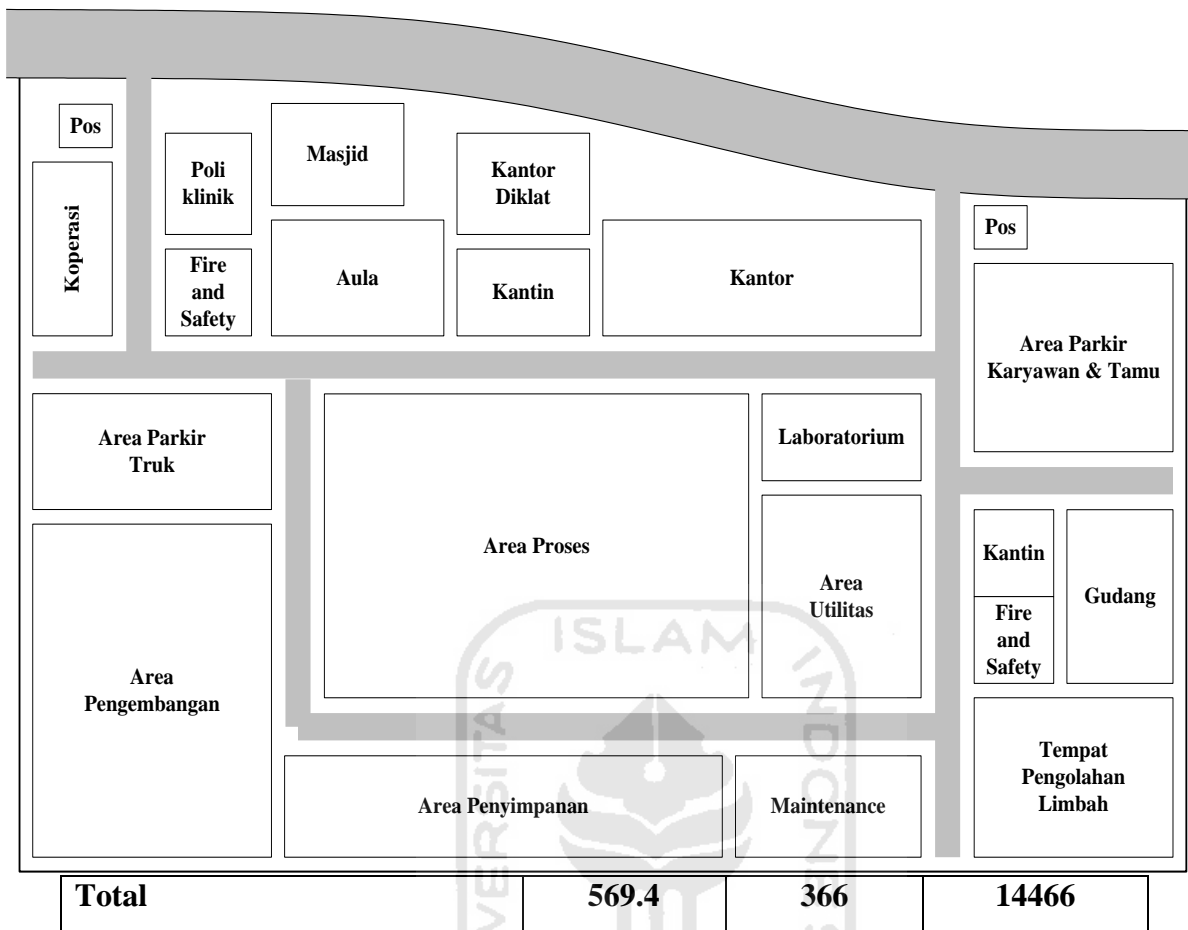 Pos
Koperasi
Poli
klinik
Fire
and
Safety
Masjid
Aula
Kantor
Diklat
Kantin
Kantor
Pos
Area Parkir
Karyawan & Tamu
Area Parkir
Truk
Area Proses
Laboratorium
Area
Utilitas
Kantin
Fire
and
Safety
Gudang
Area
Pengembangan
Area Penyimpanan
Maintenance
Tempat
Pengolahan
Limbah
ISLAM
Total 569.4 366 14466